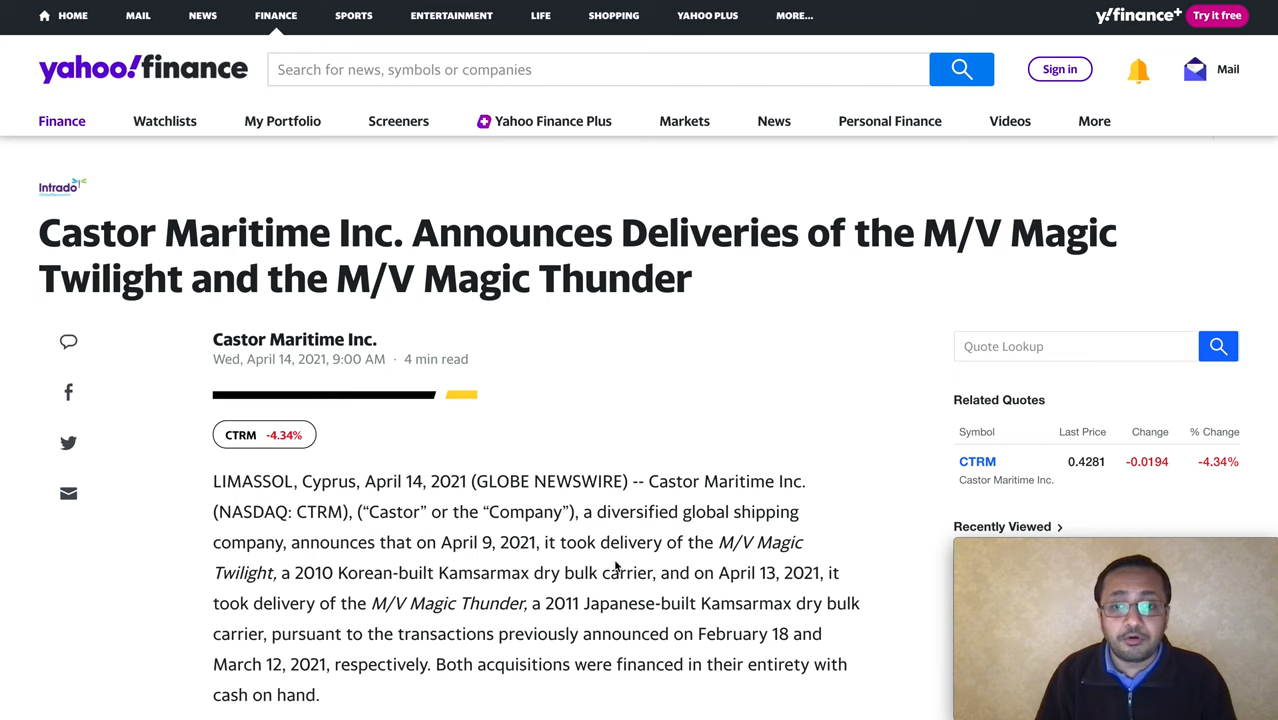 HOME MAIL NEWS FINANCE SPORTS ENTERTAINMENT LIFE SHOPPING YAHOO PLUS MORE... y!finance+ Try it free
yahoo!finance Search for news, symbols or companies Sign in Mail
Finance Watchlists My Portfolio Screeners Yahoo Finance Plus Markets News Personal Finance Videos More
Intrado
Castor Maritime Inc. Announces Deliveries of the M/V Magic
Twilight and the M/V Magic Thunder
Castor Maritime Inc.
Wed, April 14, 2021, 9:00 AM · 4 min read
CTRM -4.34%
LIMASSOL, Cyprus, April 14, 2021 (GLOBE NEWSWIRE) -- Castor Maritime Inc.
(NASDAQ: CTRM), (“Castor” or the “Company”), a diversified global shipping
company, announces that on April 9, 2021, it took delivery of the M/V Magic
Twilight, a 2010 Korean-built Kamsarmax dry bulk carrier, and on April 13, 2021, it
took delivery of the M/V Magic Thunder, a 2011 Japanese-built Kamsarmax dry bulk
carrier, pursuant to the transactions previously announced on February 18 and
March 12, 2021, respectively. Both acquisitions were financed in their entirety with
cash on hand.
Quote Lookup
Related Quotes
Symbol Last Price Change % Change
CTRM 0.4281 -0.0194 -4.34%
Castor Maritime Inc.
Recently Viewed >